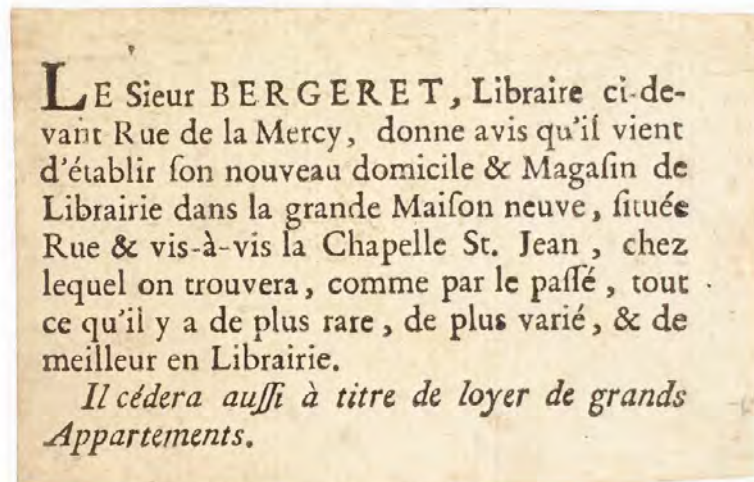 LE Sieur BERGERET, Libraire ci-de-
vant Rue de la Mercy, donne avis qu'il vient
d'établir ſon nouveau domicile & Magaſin de
Librairie dans la grande Maiſon neuve, ſituée
Rue & vis-à-vis la Chapelle St. Jean, chez
lequel on trouvera, comme par le paſſé, tout
ce qu'il y a de plus rare, de plus varié, & de
meilleur en Librairie.
Il cédera auſſi à titre de loyer de grands
Appartements.